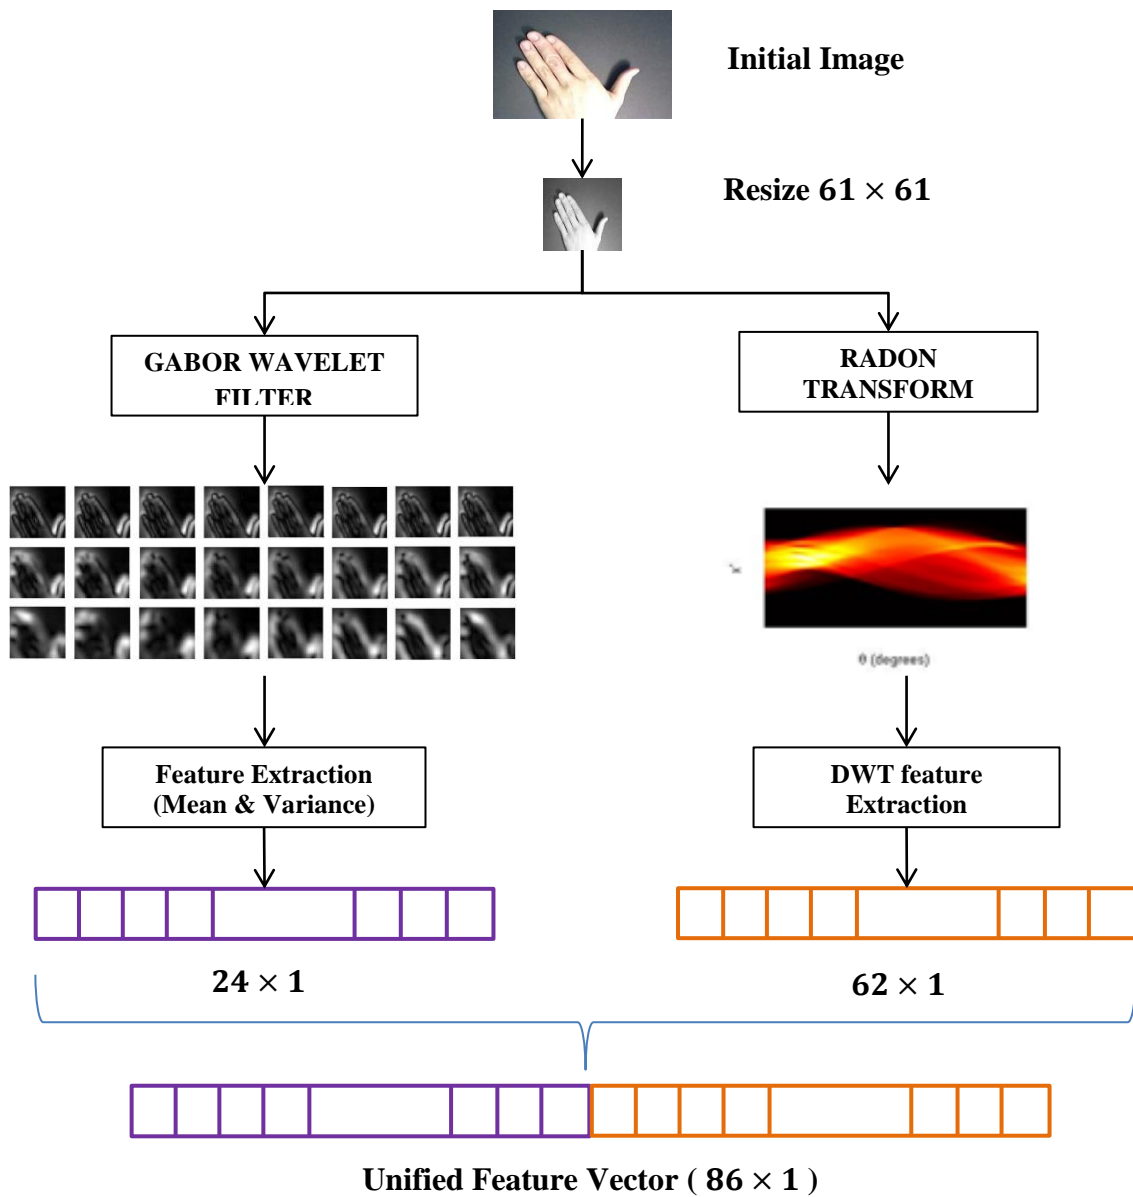 Initial Image
Resize 61 × 61
GABOR WAVELET
FILTER
RADON
TRANSFORM
θ (degrees)
Feature Extraction
(Mean & Variance)
DWT feature
Extraction
24 × 1
62 × 1
Unified Feature Vector ( 86 × 1 )